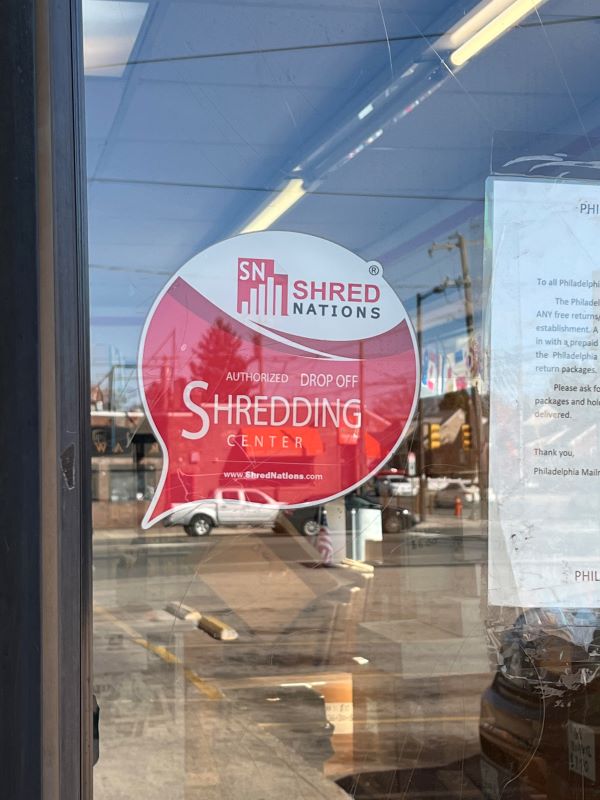 SN SHRED
NATIONS ®
AUTHORIZED DROP OFF
SHREDDING
CENTER
www.ShredNations.com
PHI
To all Philadelphi
The Philadel
ANY free returns
establishment. A
in with a prepaid
the Philadelphia
return packages.
Please ask fo
packages and hol
delivered.
Thank you,
Philadelphia Mailr
PHIL